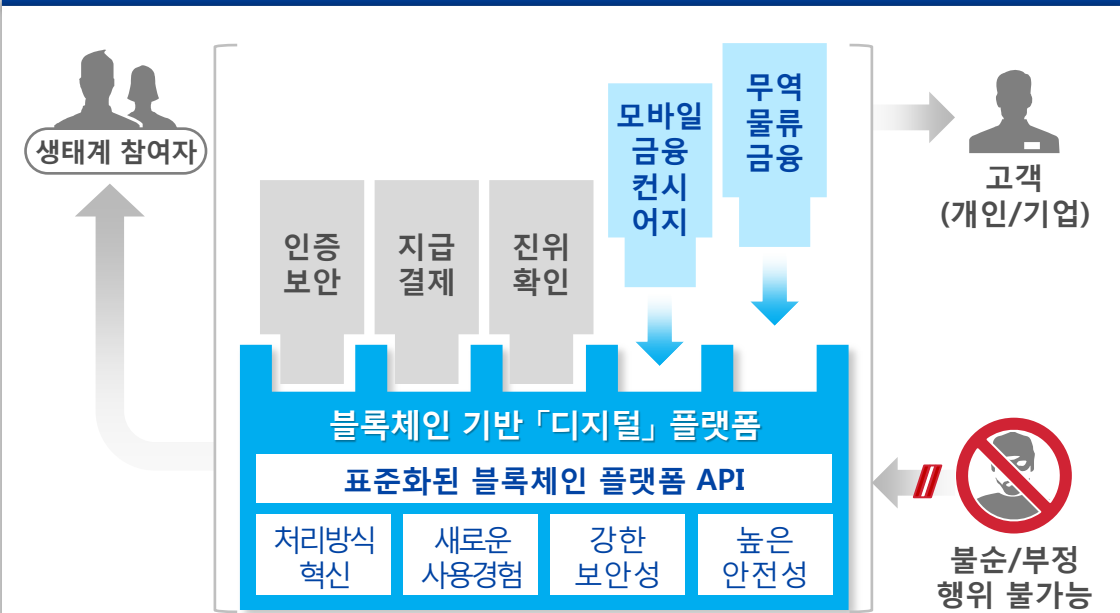 생태계 참여자
인증
보안
지급
결제
진위
확인
모바일
금융
컨시
어지
무역
물류
금융
고객
(개인/기업)
블록체인 기반 「디지털」 플랫폼
표준화된 블록체인 플랫폼 API
처리방식
혁신
새로운
사용경험
강한
보안성
높은
안전성
불순/부정
행위 불가능